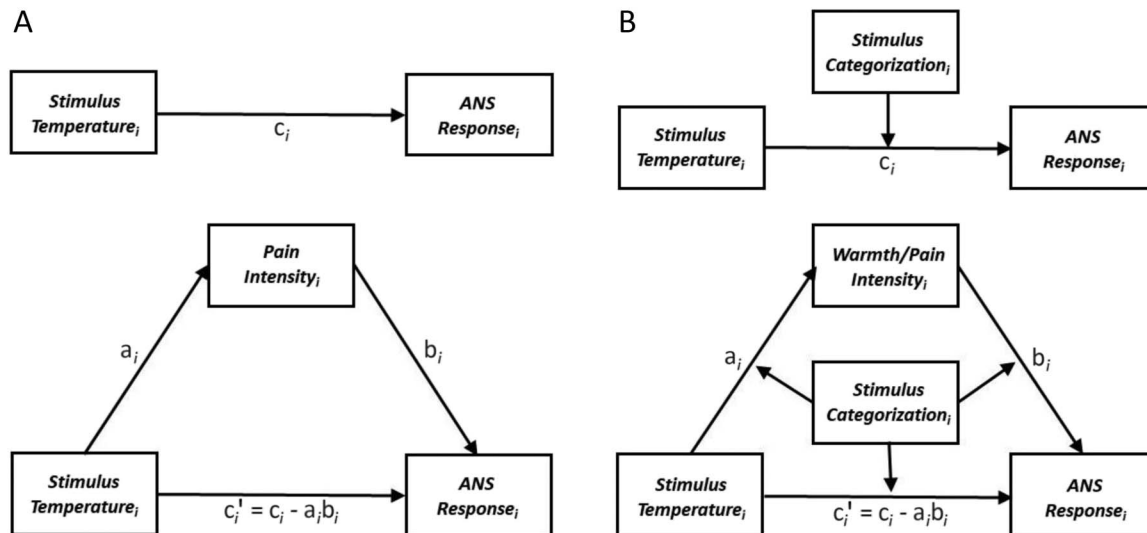 A
Stimulus
Temperatureᵢ
cᵢ
ANS
Responseᵢ
Pain
Intensityᵢ
aᵢ
bᵢ
Stimulus
Temperatureᵢ
cᵢ' = cᵢ - aᵢbᵢ
ANS
Responseᵢ
B
Stimulus
Categorizationᵢ
Stimulus
Temperatureᵢ
cᵢ
ANS
Responseᵢ
Warmth/Pain
Intensityᵢ
aᵢ
bᵢ
Stimulus
Categorizationᵢ
Stimulus
Temperatureᵢ
cᵢ' = cᵢ - aᵢbᵢ
ANS
Responseᵢ